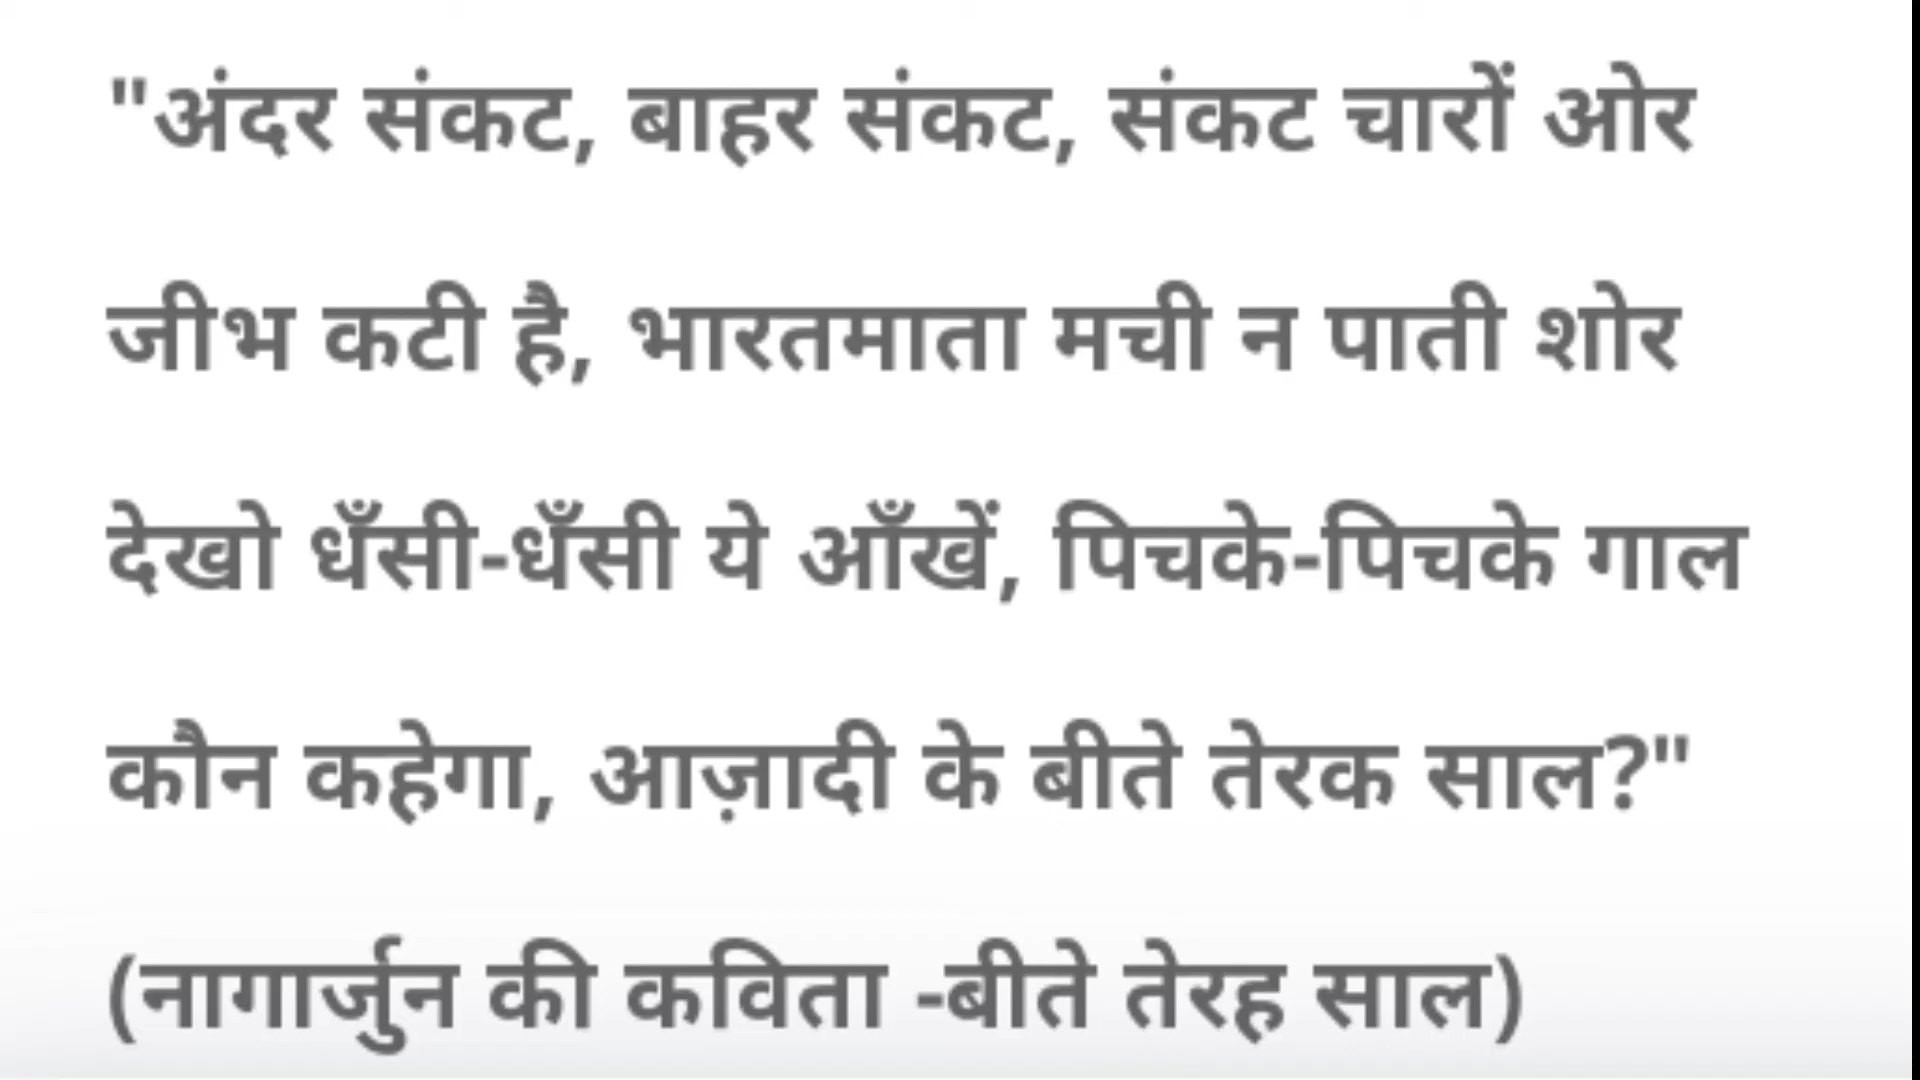 "अंदर संकट, बाहर संकट, संकट चारों ओर
जीभ कटी है, भारतमाता मची न पाती शोर
देखो धँसी-धँसी ये आँखें, पिचके-पिचके गाल
कौन कहेगा, आज़ादी के बीते तेरक साल?"
(नागार्जुन की कविता -बीते तेरह साल)